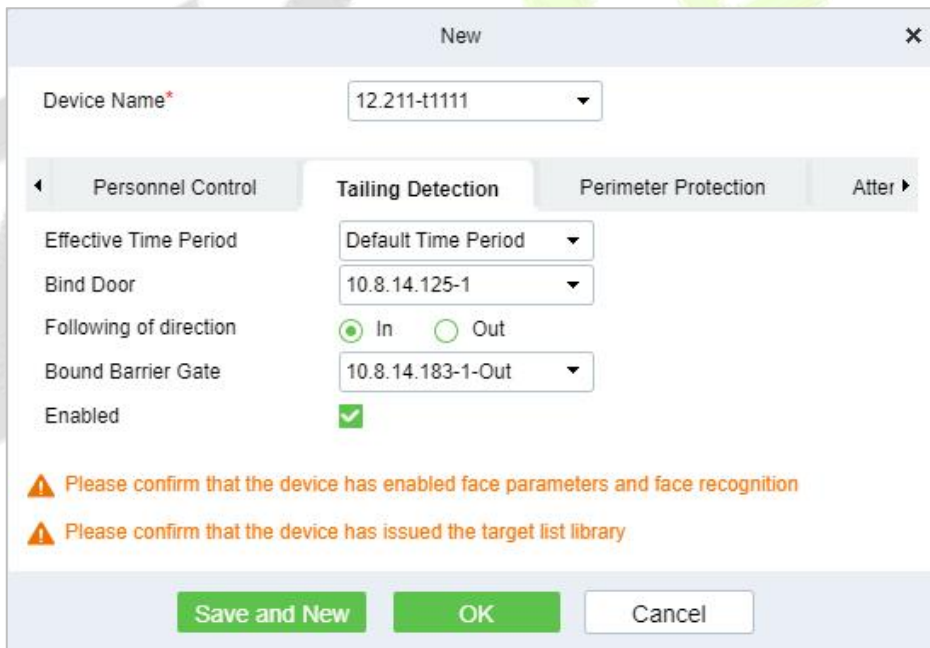 New
Device Name* 12.211-t1111
Personnel Control Tailing Detection Perimeter Protection Atter
Effective Time Period Default Time Period
Bind Door 10.8.14.125-1
Following of direction In Out
Bound Barrier Gate 10.8.14.183-1-Out
Enabled
Please confirm that the device has enabled face parameters and face recognition
Please confirm that the device has issued the target list library
Save and New OK Cancel